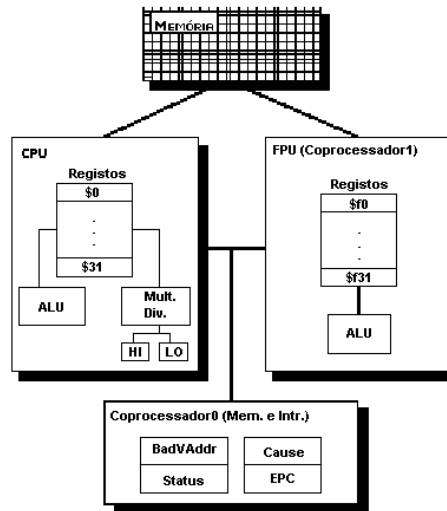 MEMÓRIA
CPU
Registos
$0
.
.
.
$31
ALU
Mult.
Div.
HI
LO
FPU (Coprocessador1)
Registos
$f0
.
.
.
$f31
ALU
Coprocessador0 (Mem. e Intr.)
BadVAddr
Cause
Status
EPC